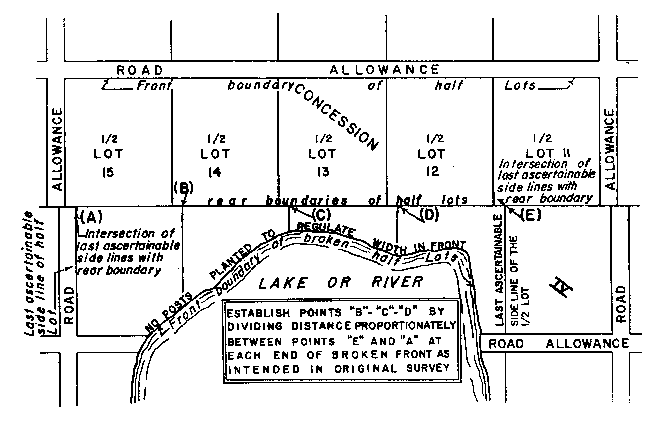 ROAD ALLOWANCE
Front boundary of half Lots
CONCESSION
ALLOWANCE
1/2
LOT
15
1/2
LOT
14
1/2
LOT
13
1/2
LOT
12
1/2
LOT 11
Intersection of
last ascertainable
side lines with
rear boundary
ALLOWANCE
(B)
rear boundaries of half lots
(A)
(C)
(D)
(E)
Intersection of
last ascertainable
side lines with
rear boundary
Last ascertainable
side line of half
Lot
ROAD
NO POSTS PLANTED TO REGULATE WIDTH IN FRONT
Front boundary of broken half Lots
LAKE OR RIVER
LAST ASCERTAINABLE
SIDE LINE OF THE
1/2 LOT
ROAD
ESTABLISH POINTS "B"-"C"-"D" BY
DIVIDING DISTANCE PROPORTIONATELY
BETWEEN POINTS "E" AND "A" AT
EACH END OF BROKEN FRONT AS
INTENDED IN ORIGINAL SURVEY
ROAD ALLOWANCE